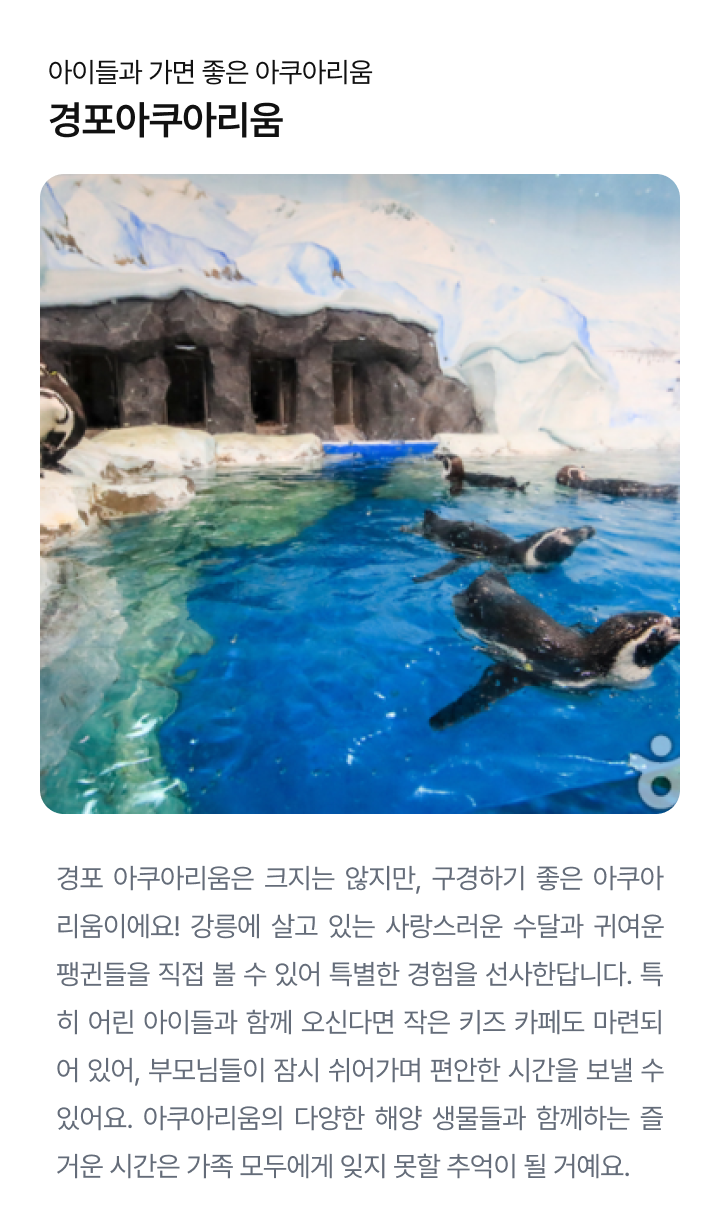 아이들과 가면 좋은 아쿠아리움
경포아쿠아리움
경포 아쿠아리움은 크지는 않지만, 구경하기 좋은 아쿠아
리움이에요! 강릉에 살고 있는 사랑스러운 수달과 귀여운
팽귄들을 직접 볼 수 있어 특별한 경험을 선사한답니다. 특
히 어린 아이들과 함께 오신다면 작은 키즈 카페도 마련되
어 있어, 부모님들이 잠시 쉬어가며 편안한 시간을 보낼 수
있어요. 아쿠아리움의 다양한 해양 생물들과 함께하는 즐
거운 시간은 가족 모두에게 잊지 못할 추억이 될 거예요.